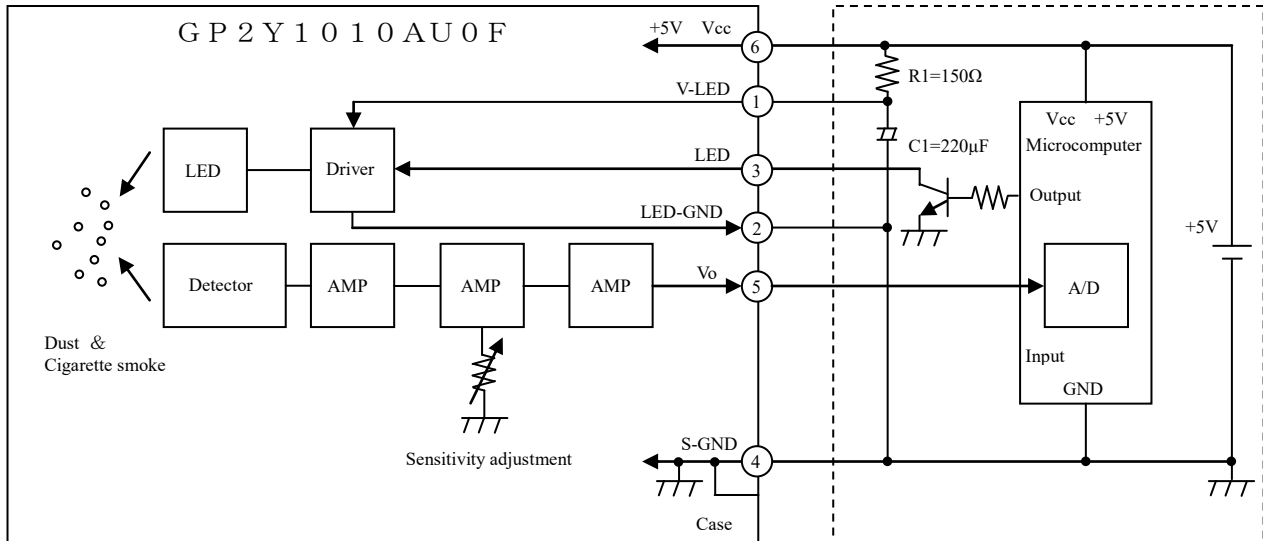 ＧＰ２Ｙ１０１０ＡＵ０Ｆ
+5V Vcc
6
R1=150Ω
V-LED
1
Vcc +5V
Microcomputer
C1=220μF
LED
Driver
LED
3
Output
LED-GND
2
+5V
Detector
AMP
AMP
AMP
Vo
5
A/D
Dust &
Cigarette smoke
Input
GND
Sensitivity adjustment
S-GND
4
Case